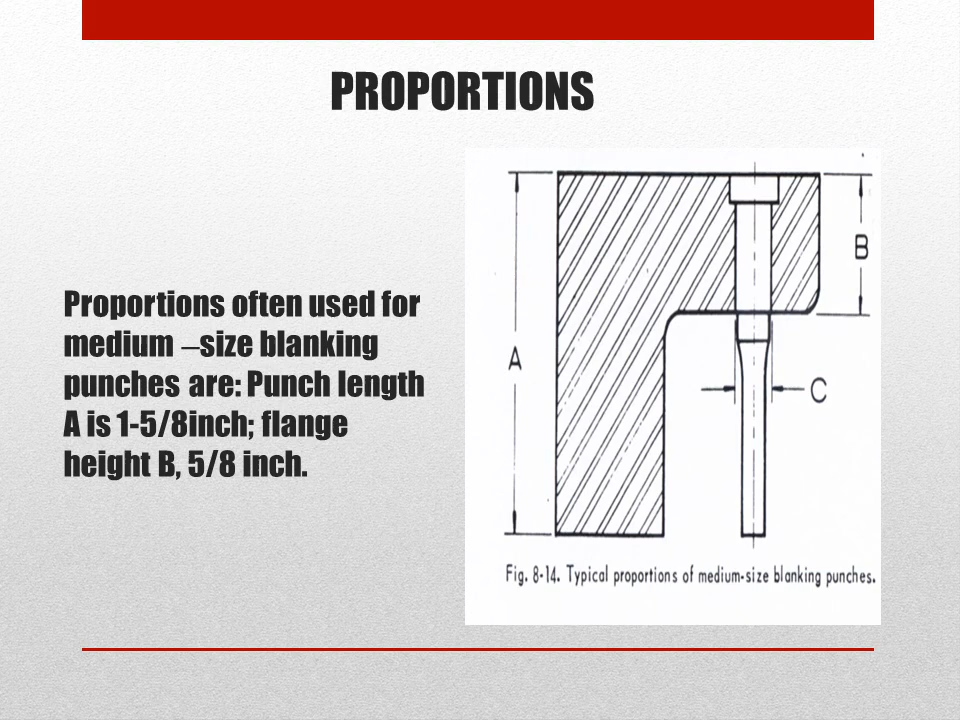 PROPORTIONS
Proportions often used for
medium –size blanking
punches are: Punch length
A is 1-5/8inch; flange
height B, 5/8 inch.
A
B
C
Fig. 8-14. Typical proportions of medium-size blanking punches.